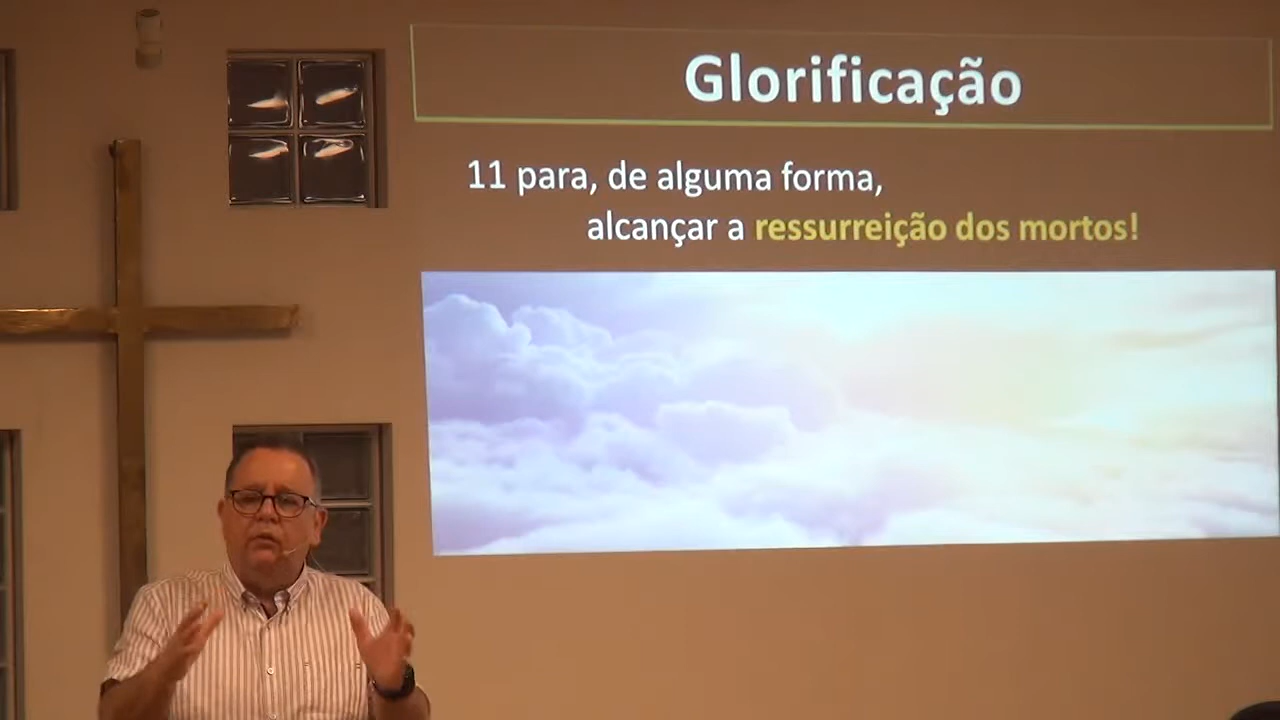 Glorificação
11 para, de alguma forma,
alcançar a ressurreição dos mortos!